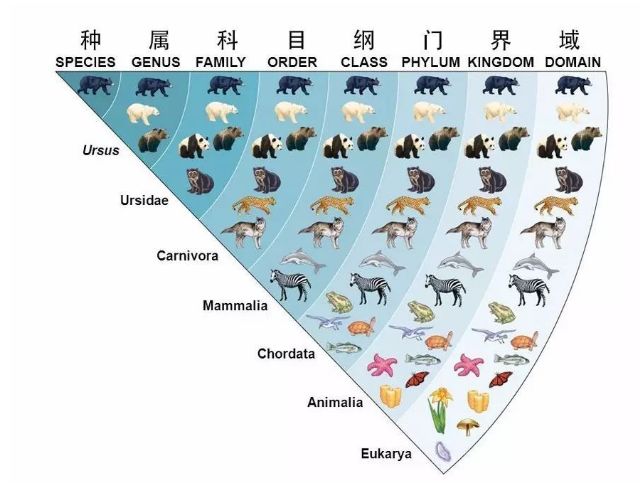 种 属 科 目 纲 门 界 域
SPECIES GENUS FAMILY ORDER CLASS PHYLUM KINGDOM DOMAIN
Ursus
Ursidae
Carnivora
Mammalia
Chordata
Animalia
Eukarya